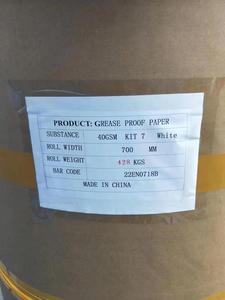 PRODUCT: GREASE PROOF PAPER
SUBSTANCE 40GSM KIT 7 White
ROLL WIDTH 700 MM
ROLL WEIGHT 428 KGS
BAR CODE 22EN0718B
MADE IN CHINA